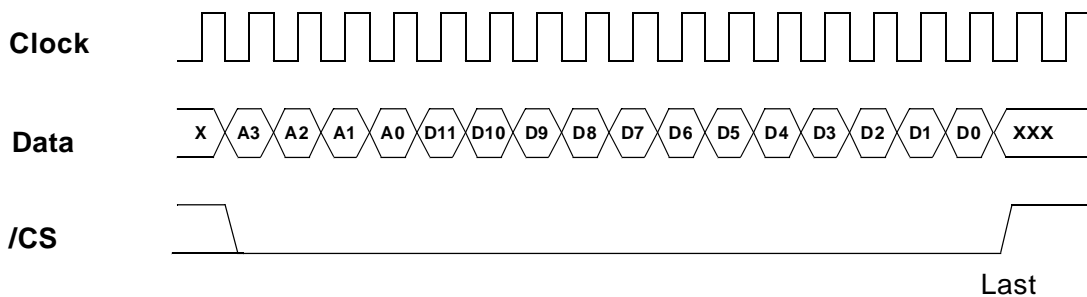 Clock
Data X A3 A2 A1 A0 D11 D10 D9 D8 D7 D6 D5 D4 D3 D2 D1 D0 XXX
/CS
Last